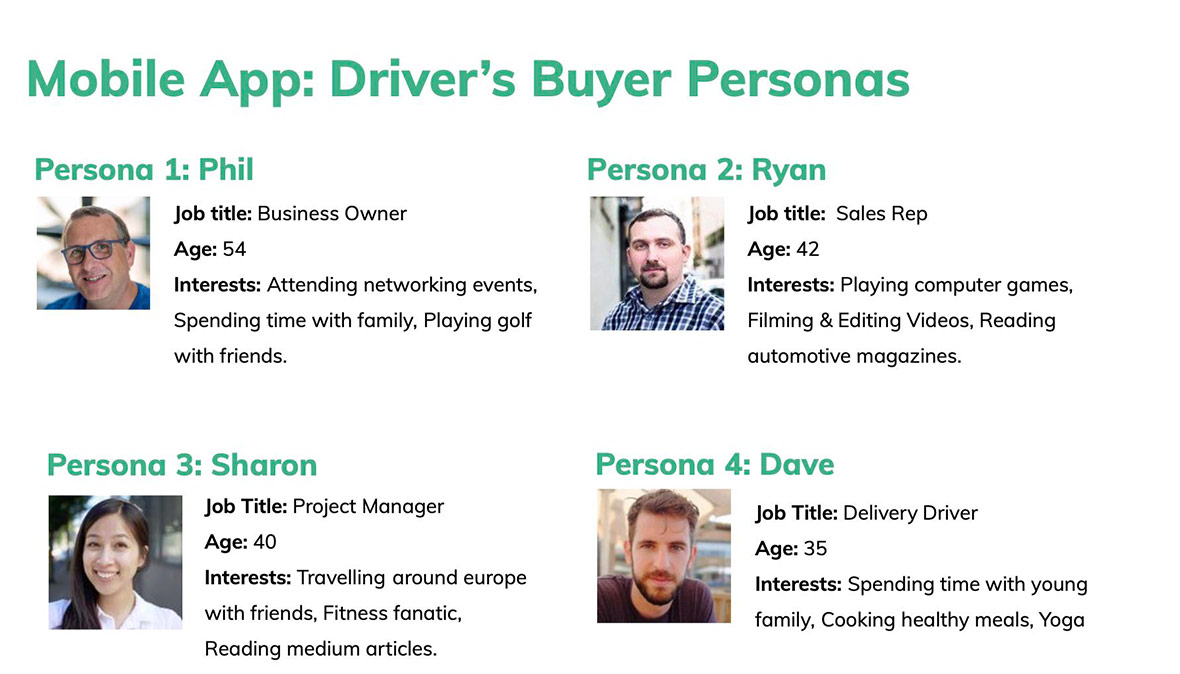 Mobile App: Driver’s Buyer Personas
Persona 1: Phil
Job title: Business Owner
Age: 54
Interests: Attending networking events,
Spending time with family, Playing golf
with friends.
Persona 2: Ryan
Job title: Sales Rep
Age: 42
Interests: Playing computer games,
Filming & Editing Videos, Reading
automotive magazines.
Persona 3: Sharon
Job Title: Project Manager
Age: 40
Interests: Travelling around europe
with friends, Fitness fanatic,
Reading medium articles.
Persona 4: Dave
Job Title: Delivery Driver
Age: 35
Interests: Spending time with young
family, Cooking healthy meals, Yoga